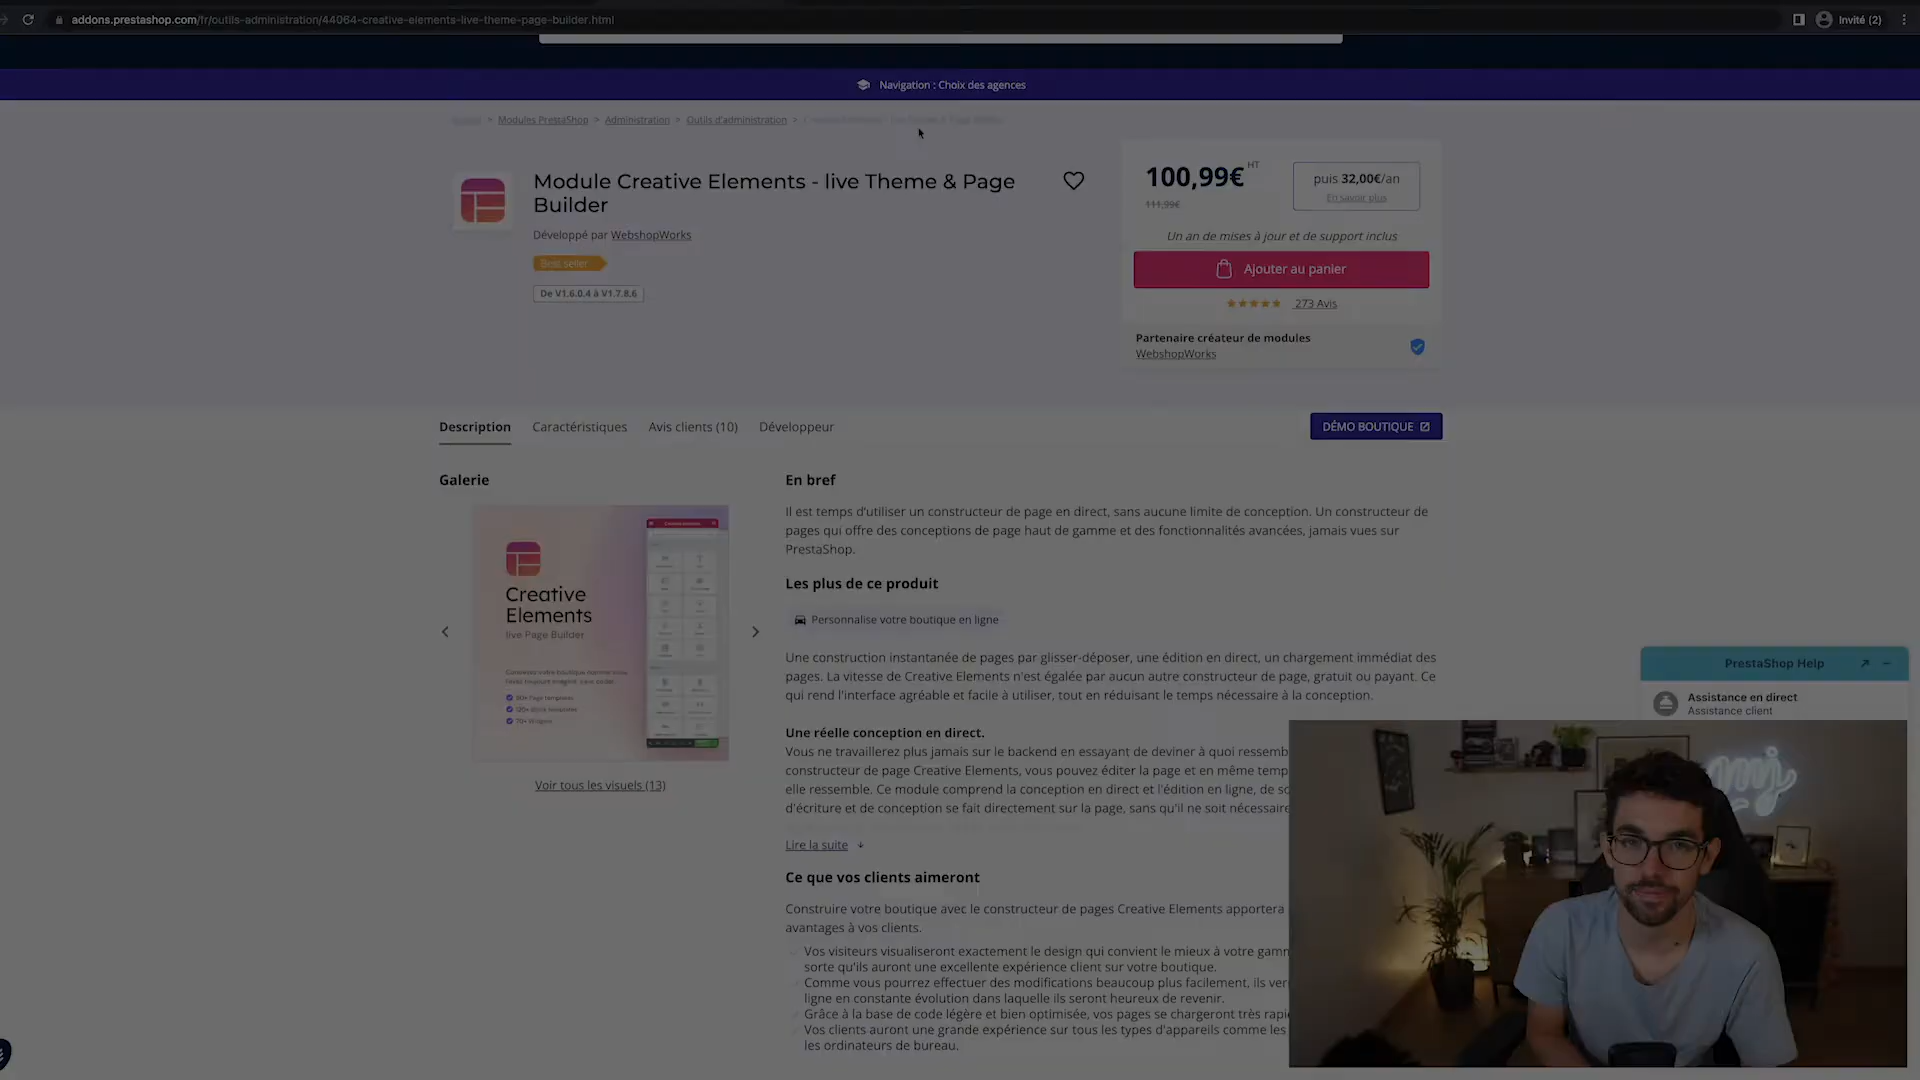 addons.prestashop.com/fr/outils-administration/44064-creative-elements-live-theme-page-builder.html
Invité (2)
Navigation : Choix des agences
> Modules PrestaShop > Administration > Outils d'administration >
Module Creative Elements - live Theme & Page
Builder
Développé par WebshopWorks
Best seller
De V1.6.0.4 à V1.7.8.6
100,99€ HT
111,99€
puis 32,00€/an
En savoir plus
Un an de mises à jour et de support inclus
Ajouter au panier
273 Avis
Partenaire créateur de modules
WebshopWorks
Description
Caractéristiques
Avis clients (10)
Développeur
DÉMO BOUTIQUE
Galerie
Creative
Elements
live Page Builder
Voir tous les visuels (13)
En bref
Il est temps d'utiliser un constructeur de page en direct, sans aucune limite de conception. Un constructeur de
pages qui offre des conceptions de page haut de gamme et des fonctionnalités avancées, jamais vues sur
PrestaShop.
Les plus de ce produit
Personnalise votre boutique en ligne
Une construction instantanée de pages par glisser-déposer, une édition en direct, un chargement immédiat des
pages. La vitesse de Creative Elements n'est égalée par aucun autre constructeur de page, gratuit ou payant. Ce
qui rend l'interface agréable et facile à utiliser, tout en réduisant le temps nécessaire à la conception.
Une réelle conception en direct.
Vous ne travaillerez plus jamais sur le backend en essayant de deviner à quoi ressemb
constructeur de page Creative Elements, vous pouvez éditer la page et en même temp
elle ressemble. Ce module comprend la conception en direct et l'édition en ligne, de so
d'écriture et de conception se fait directement sur la page, sans qu'il ne soit nécessaire
Lire la suite
Ce que vos clients aimeront
Construire votre boutique avec le constructeur de pages Creative Elements apportera
avantages à vos clients.
Vos visiteurs visualiseront exactement le design qui convient le mieux à votre gamm
sorte qu'ils auront une excellente expérience client sur votre boutique.
Comme vous pourrez effectuer des modifications beaucoup plus facilement, ils ver
ligne en constante évolution dans laquelle ils seront heureux de revenir.
Grâce à la base de code légère et bien optimisée, vos pages se chargeront très rapi
Vos clients auront une grande expérience sur tous les types d'appareils comme les
les ordinateurs de bureau.
PrestaShop Help
Assistance en direct
Assistance client